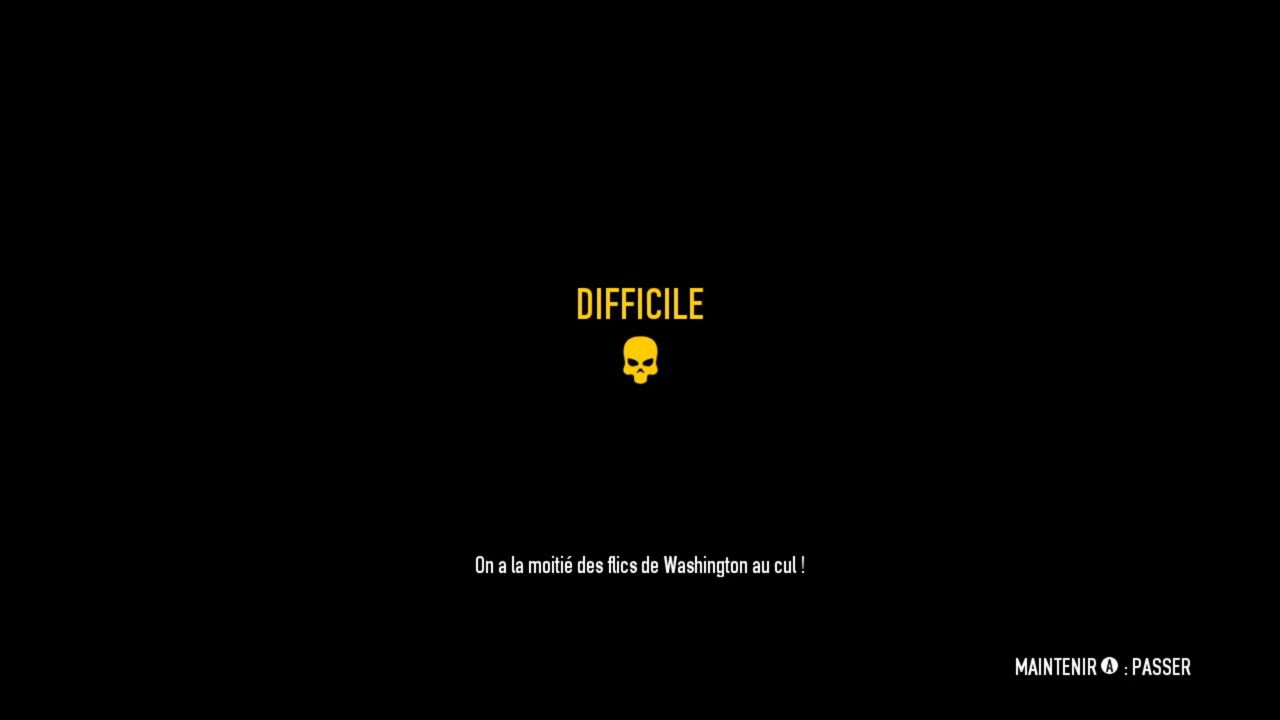 DIFFICILE
On a la moitié des flics de Washington au cul !
MAINTENIR A : PASSER